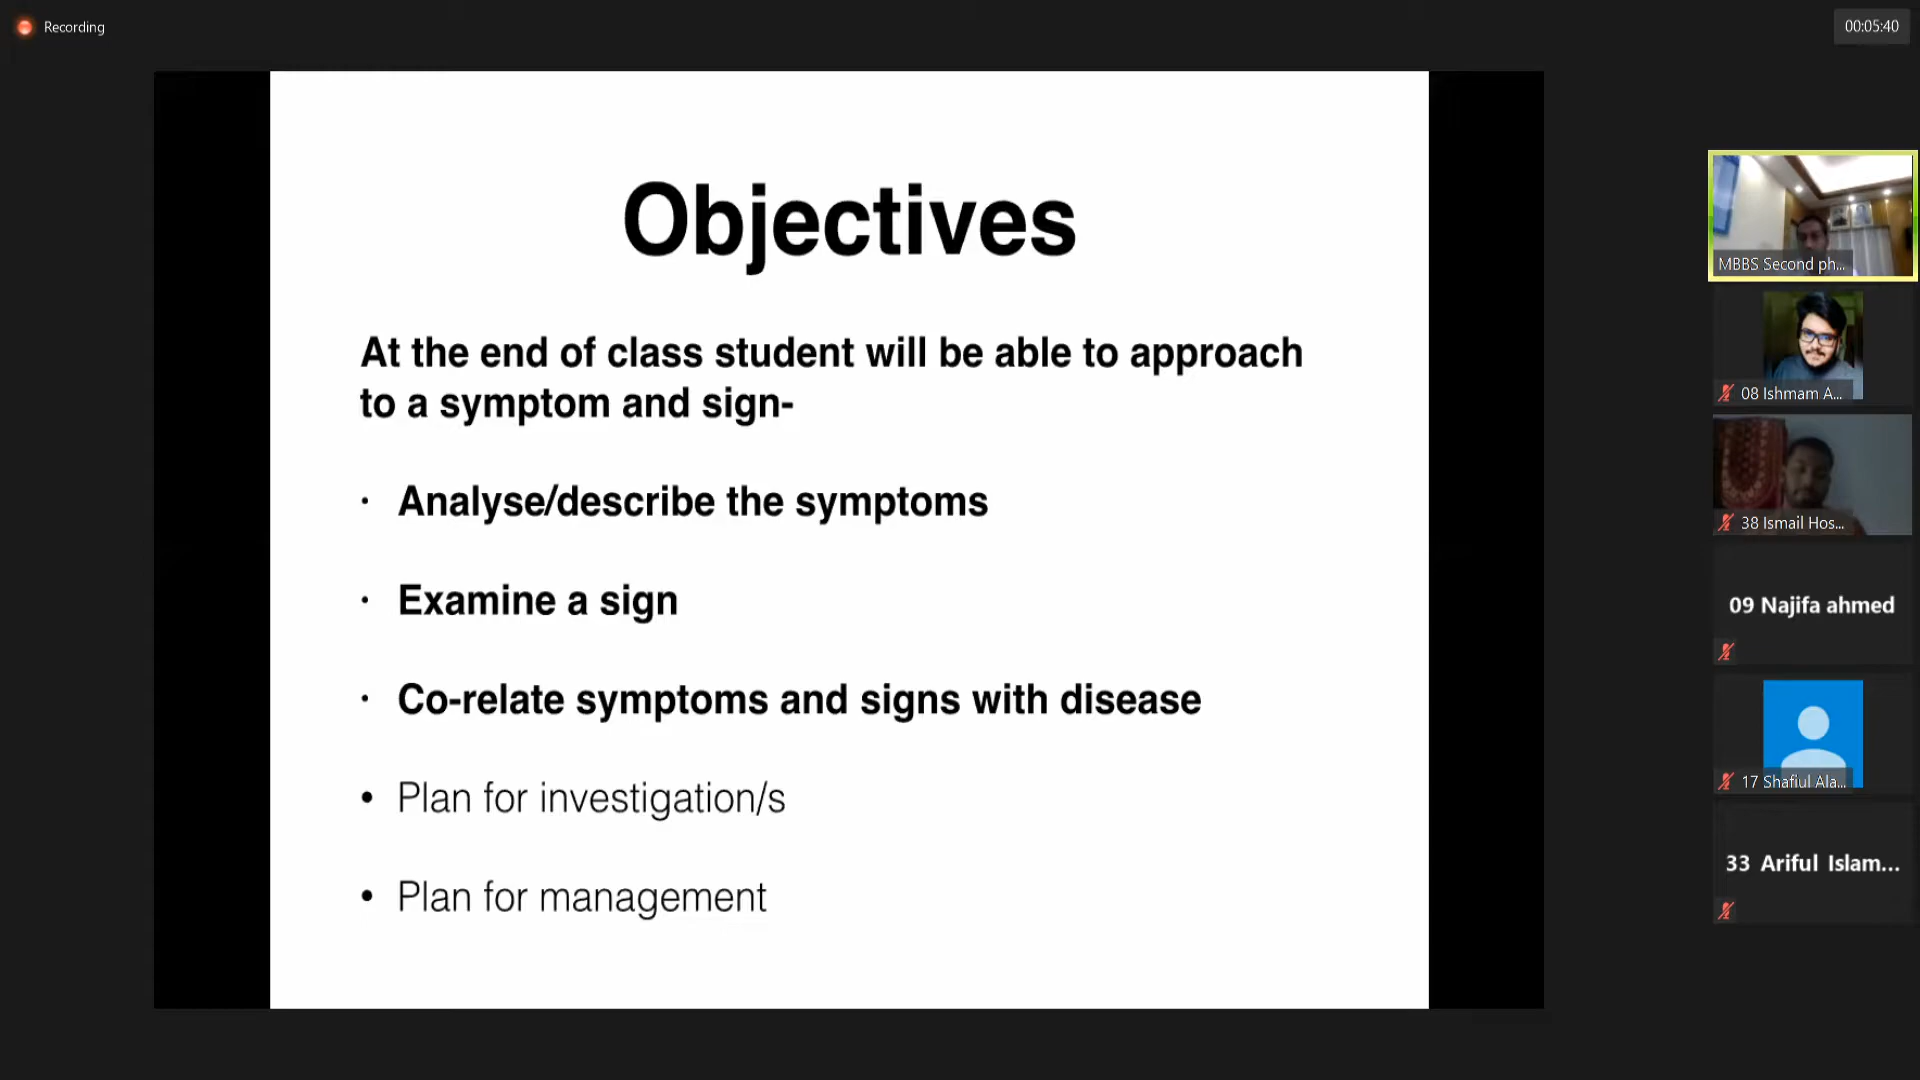 Recording
00:05:40
Objectives
At the end of class student will be able to approach
to a symptom and sign-
· Analyse/describe the symptoms
· Examine a sign
· Co-relate symptoms and signs with disease
• Plan for investigation/s
• Plan for management
MBBS Second ph...
08 Ishmam A...
38 Ismail Hos...
09 Najifa ahmed
17 Shafiul Ala...
33 Ariful Islam...